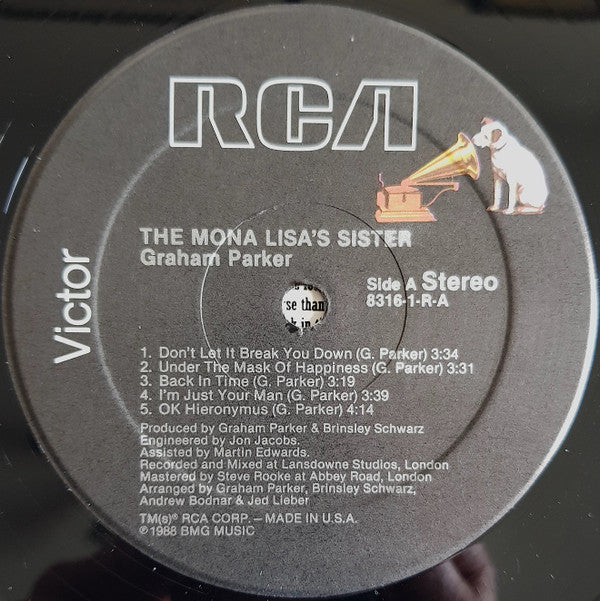 RCA
Victor
THE MONA LISA'S SISTER
Graham Parker
Side A Stereo
8316-1-R-A
se than
1. Don't Let It Break You Down (G. Parker) 3:34
2. Under The Mask Of Happiness (G. Parker) 3:31
3. Back In Time (G. Parker) 3:19
4. I'm Just Your Man (G. Parker) 3:39
5. OK Hieronymus (G. Parker) 4:14
Produced by Graham Parker & Brinsley Schwarz
Engineered by Jon Jacobs.
Assisted by Martin Edwards.
Recorded and Mixed at Lansdowne Studios, London
Mastered by Steve Rooke at Abbey Road, London
Arranged by Graham Parker, Brinsley Schwarz,
Andrew Bodnar & Jed Lieber
TM(s)® RCA CORP. – MADE IN U.S.A.
℗1988 BMG MUSIC